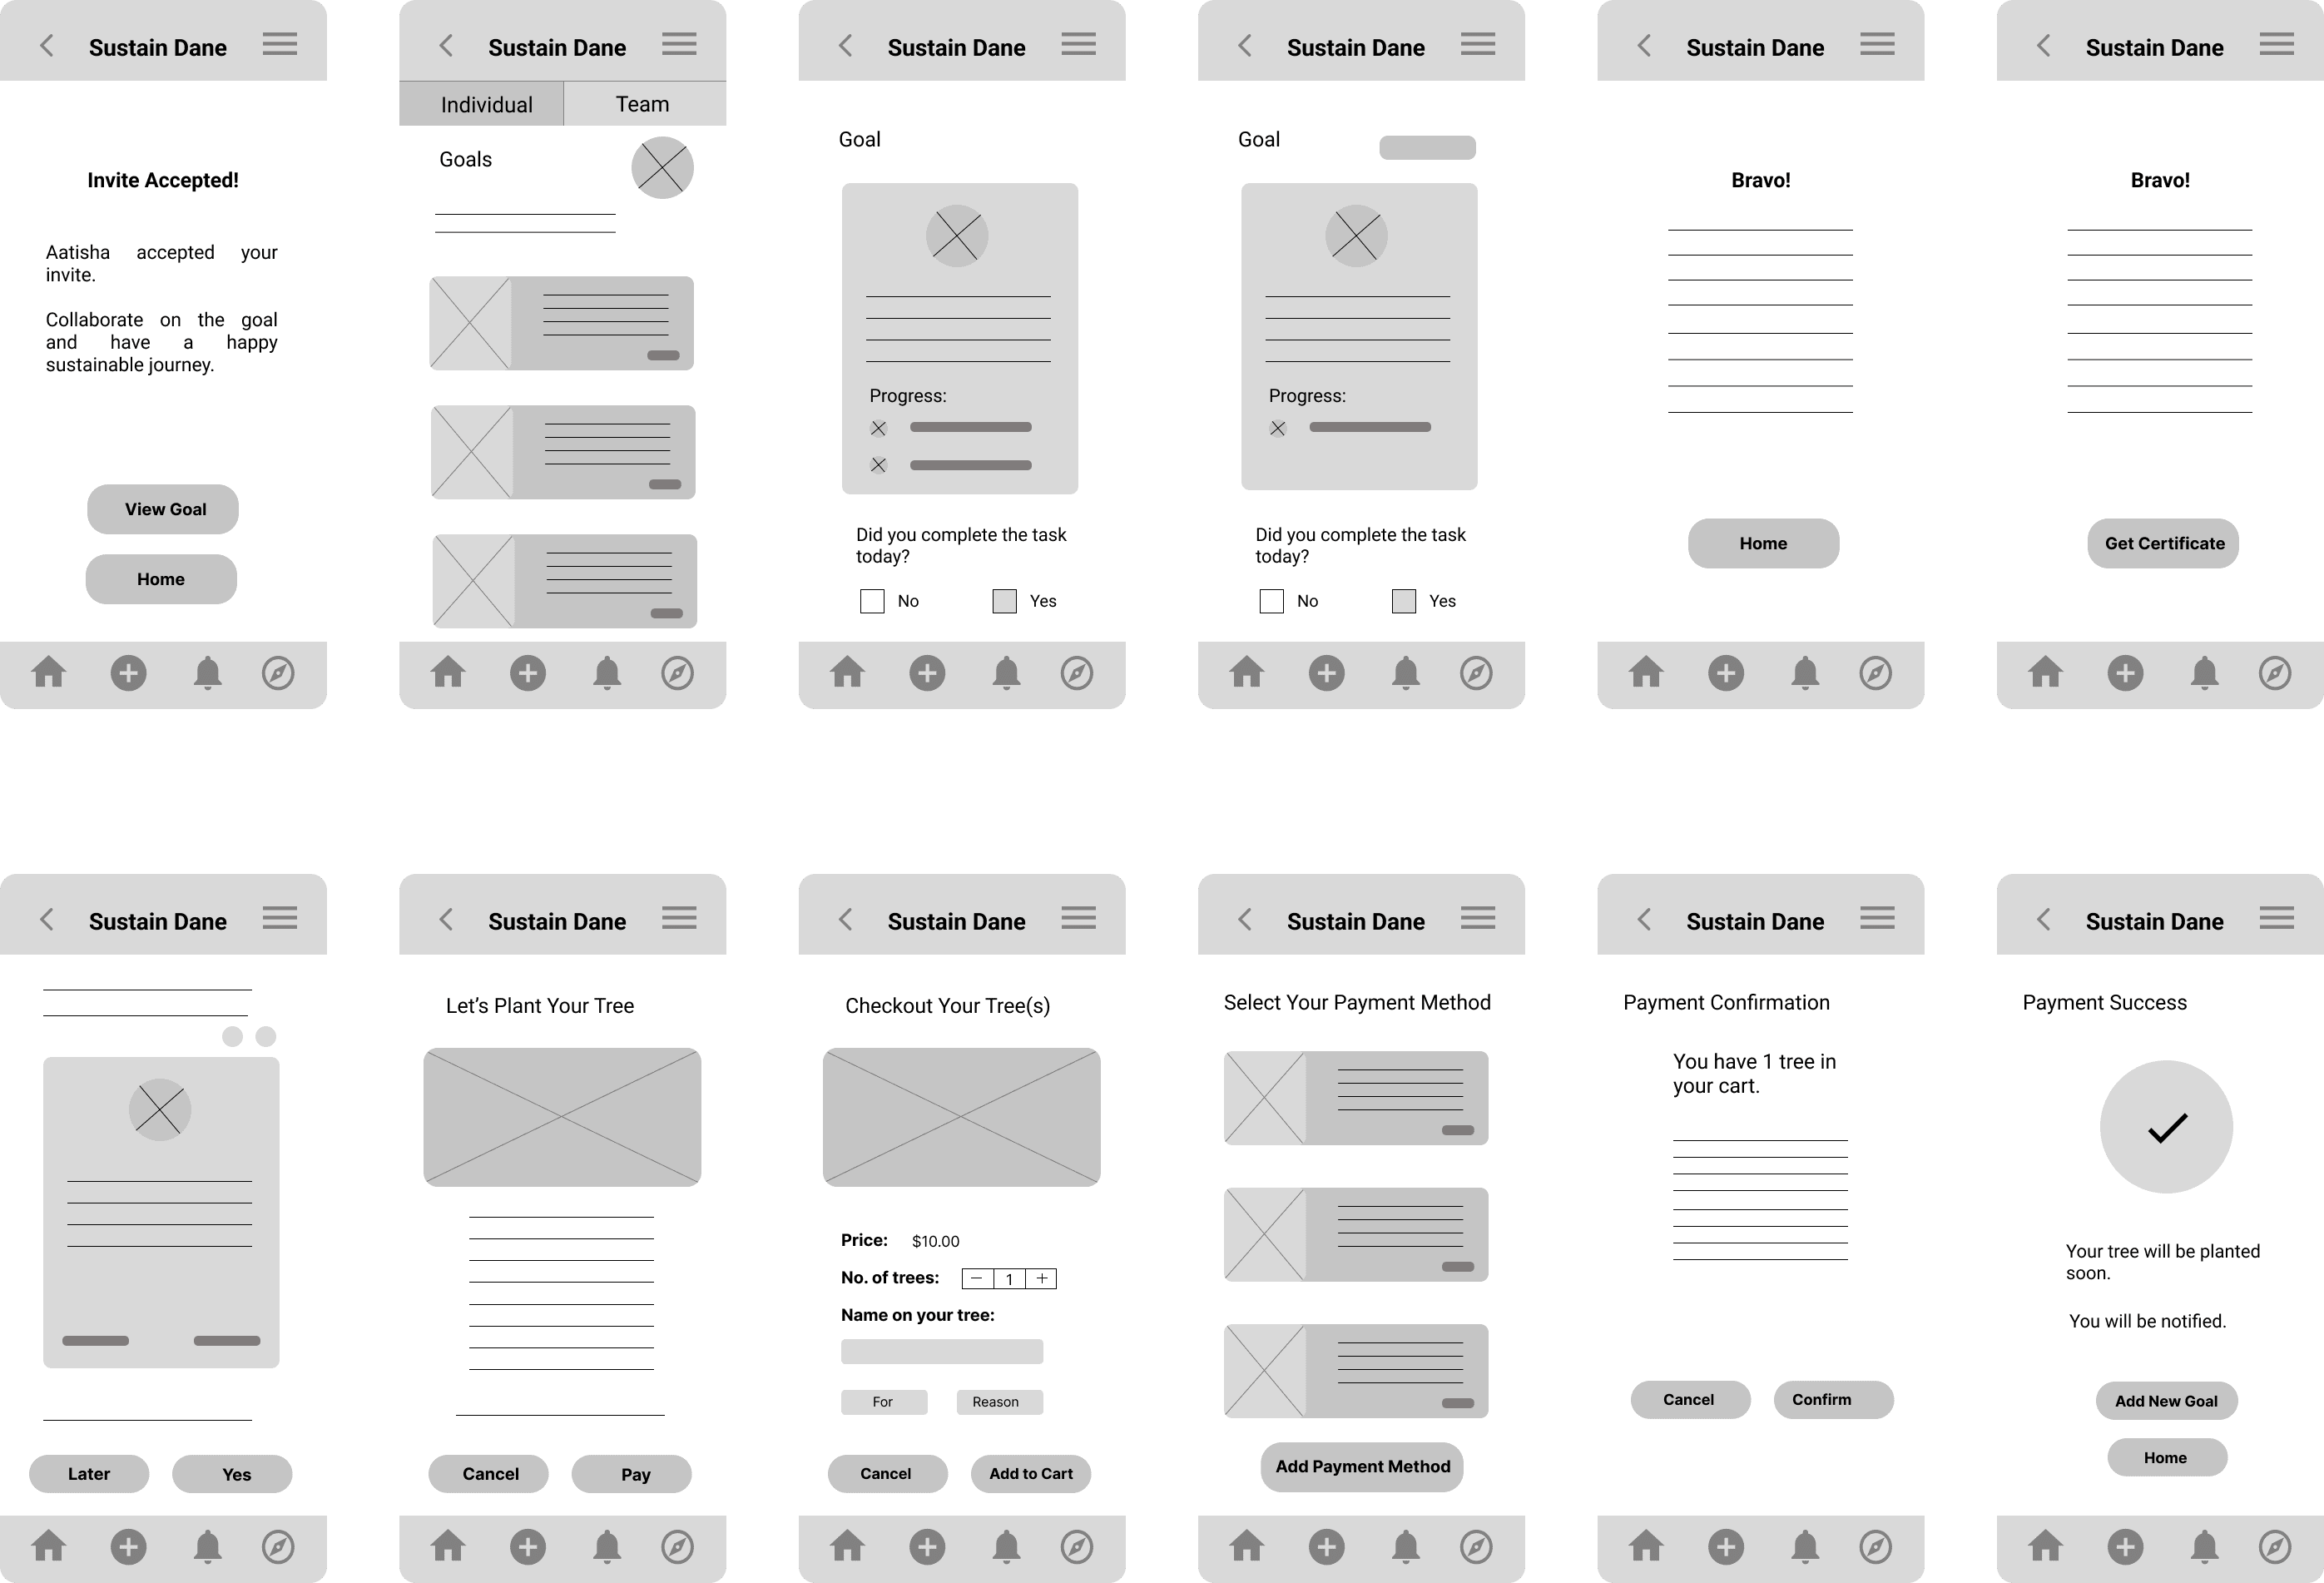 Sustain Dane
Invite Accepted!
Aatisha accepted your
invite.
Collaborate on the goal
and have a happy
sustainable journey.
View Goal
Home
Sustain Dane
Individual
Team
Goals
Sustain Dane
Goal
Progress:
Did you complete the task
today?
No
Yes
Sustain Dane
Goal
Progress:
Did you complete the task
today?
No
Yes
Sustain Dane
Bravo!
Home
Sustain Dane
Bravo!
Get Certificate
Sustain Dane
Later
Yes
Sustain Dane
Let’s Plant Your Tree
Cancel
Pay
Sustain Dane
Checkout Your Tree(s)
Price: $10.00
No. of trees: − 1 +
Name on your tree:
For
Reason
Cancel
Add to Cart
Sustain Dane
Select Your Payment Method
Add Payment Method
Sustain Dane
Payment Confirmation
You have 1 tree in
your cart.
Cancel
Confirm
Sustain Dane
Payment Success
Your tree will be planted
soon.
You will be notified.
Add New Goal
Home